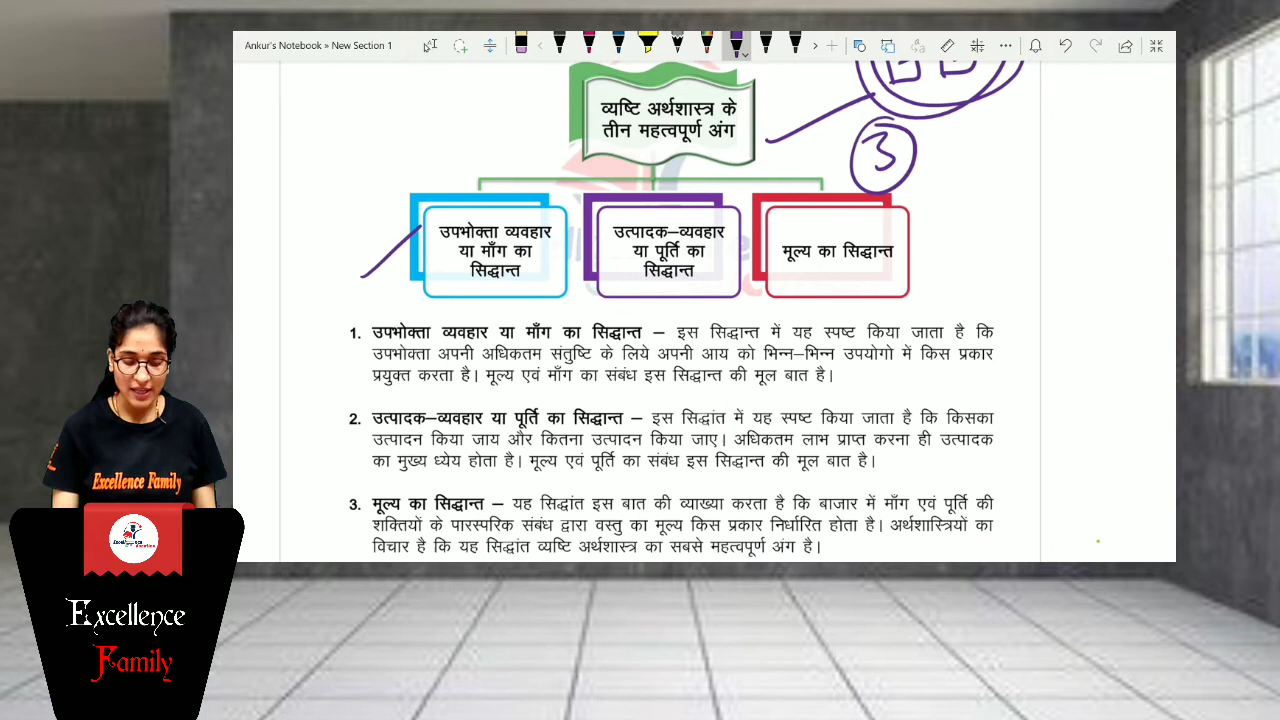 Ankur's Notebook » New Section 1
व्यष्टि अर्थशास्त्र के
तीन महत्वपूर्ण अंग
3
उपभोक्ता व्यवहार
या माँग का
सिद्धान्त
उत्पादक–व्यवहार
या पूर्ति का
सिद्धान्त
मूल्य का सिद्धान्त
1. उपभोक्ता व्यवहार या माँग का सिद्धान्त – इस सिद्धान्त में यह स्पष्ट किया जाता है कि
उपभोक्ता अपनी अधिकतम संतुष्टि के लिये अपनी आय को भिन्न–भिन्न उपयोगो में किस प्रकार
प्रयुक्त करता है। मूल्य एवं माँग का संबंध इस सिद्धान्त की मूल बात है।
2. उत्पादक–व्यवहार या पूर्ति का सिद्धान्त – इस सिद्धांत में यह स्पष्ट किया जाता है कि किसका
उत्पादन किया जाय और कितना उत्पादन किया जाए। अधिकतम लाभ प्राप्त करना ही उत्पादक
का मुख्य ध्येय होता है। मूल्य एवं पूर्ति का संबंध इस सिद्धान्त की मूल बात है।
3. मूल्य का सिद्धान्त – यह सिद्धांत इस बात की व्याख्या करता है कि बाजार में माँग एवं पूर्ति की
शक्तियों के पारस्परिक संबंध द्वारा वस्तु का मूल्य किस प्रकार निर्धारित होता है। अर्थशास्त्रियों का
विचार है कि यह सिद्धांत व्यष्टि अर्थशास्त्र का सबसे महत्वपूर्ण अंग है।
Excellence Family
Excellence
Family